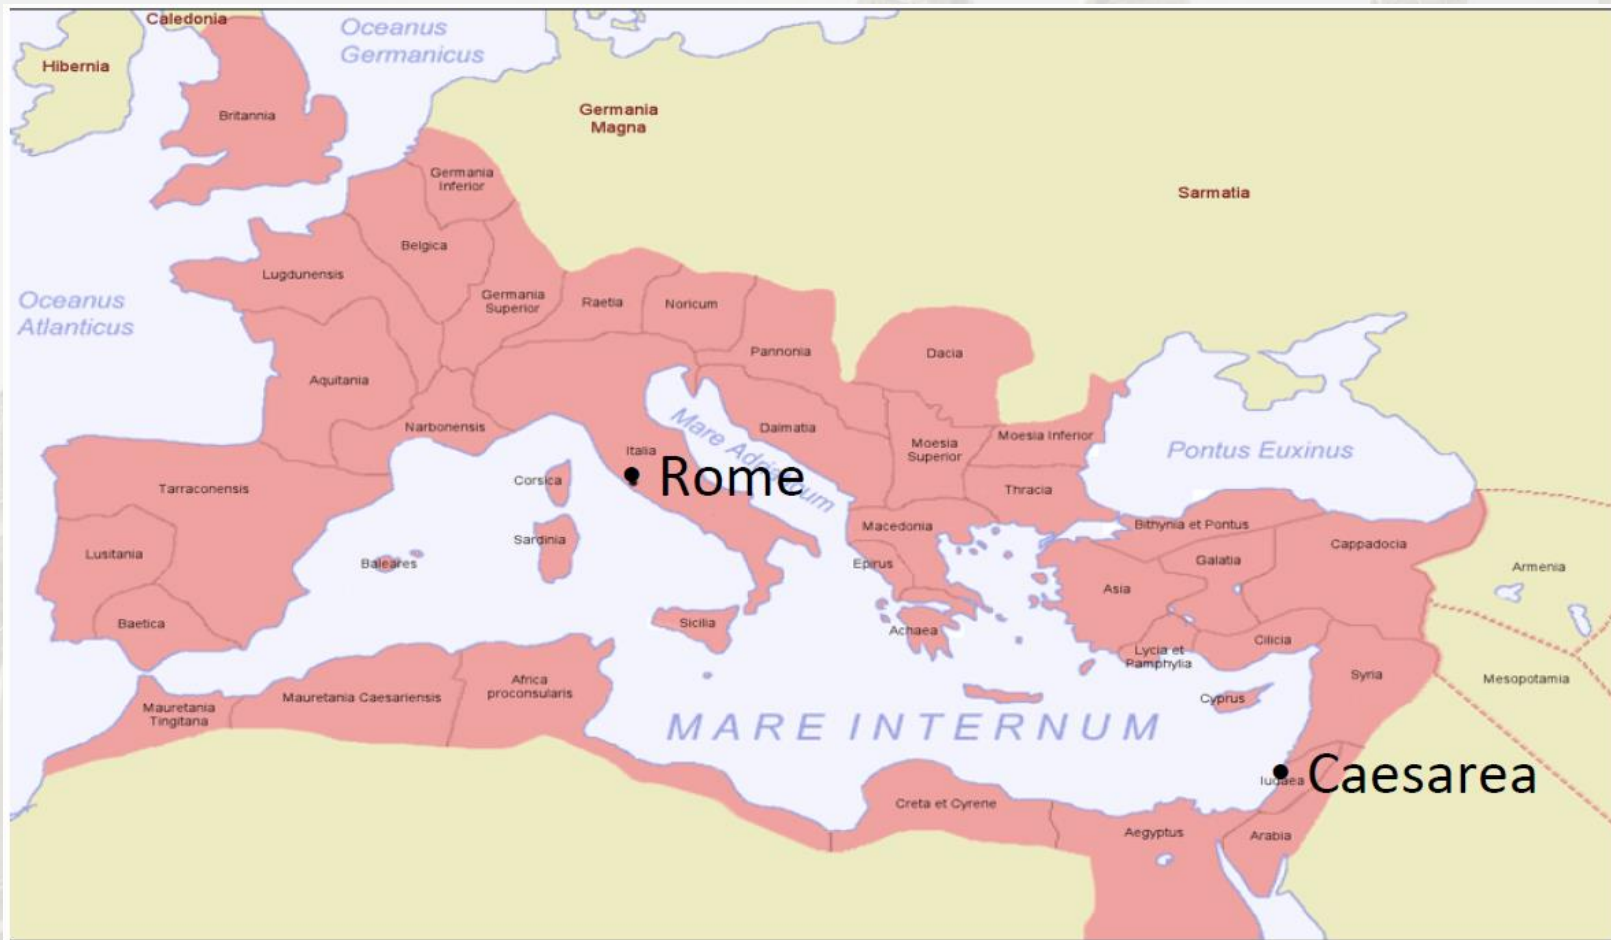 Caledonia
Oceanus
Germanicus
Hibernia
Britannia
Germania
Magna
Germania
Inferior
Sarmatia
Belgica
Lugdunensis
Oceanus
Atlanticus
Germania
Superior
Raetia
Noricum
Pannonia
Dacia
Aquitania
Narbonensis
Dalmatia
Mare Adriaticum
Moesia
Superior
Moesia Inferior
Pontus Euxinus
Italia
Rome
Corsica
Tarraconensis
Thracia
Macedonia
Bithynia et Pontus
Cappadocia
Lusitania
Sardinia
Baleares
Epirus
Galatia
Armenia
Asia
Baetica
Sicilia
Achaea
Cilicia
Lycia et
Pamphylia
Syria
Mesopotamia
Mauretania Caesariensis
Africa
proconsularis
Cyprus
Mauretania
Tingitana
MARE INTERNUM
Iudaea
Caesarea
Creta et Cyrene
Aegyptus
Arabia